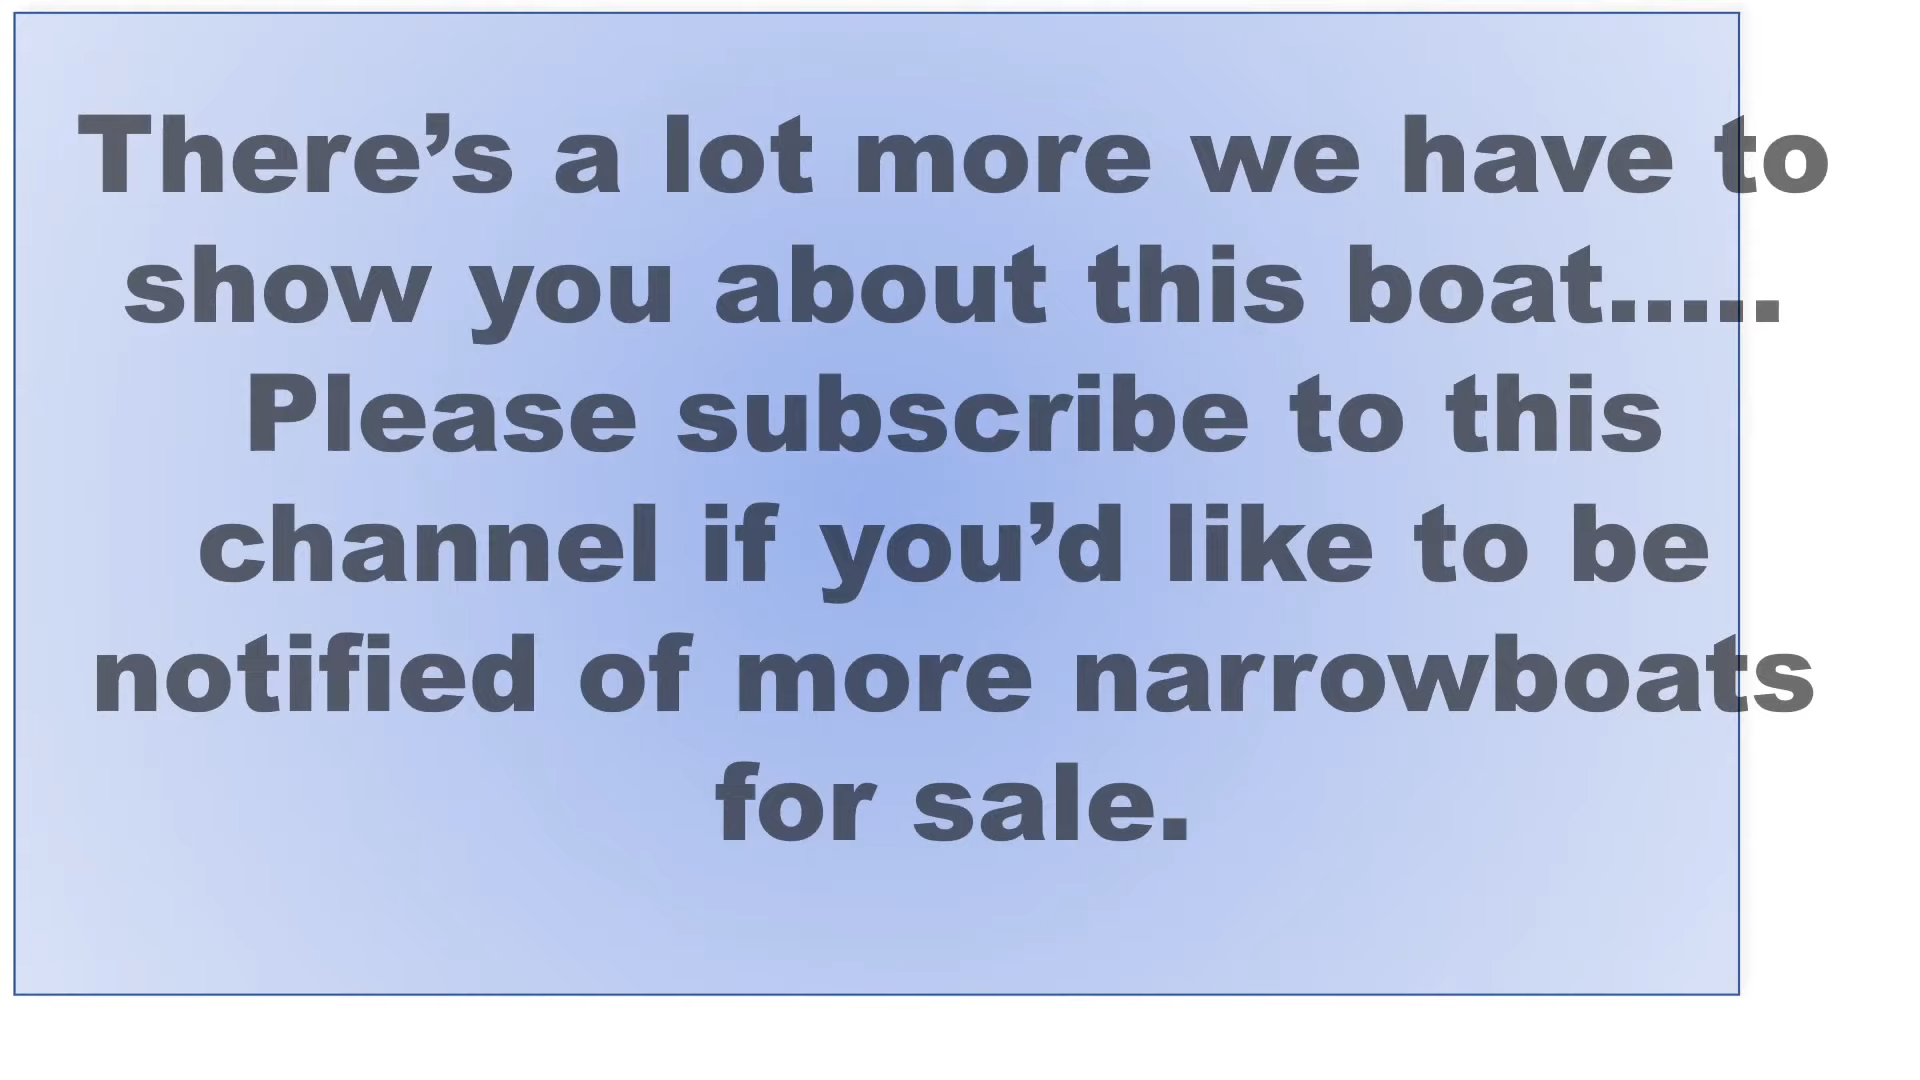 There’s a lot more we have to
show you about this boat…..
Please subscribe to this
channel if you’d like to be
notified of more narrowboats
for sale.